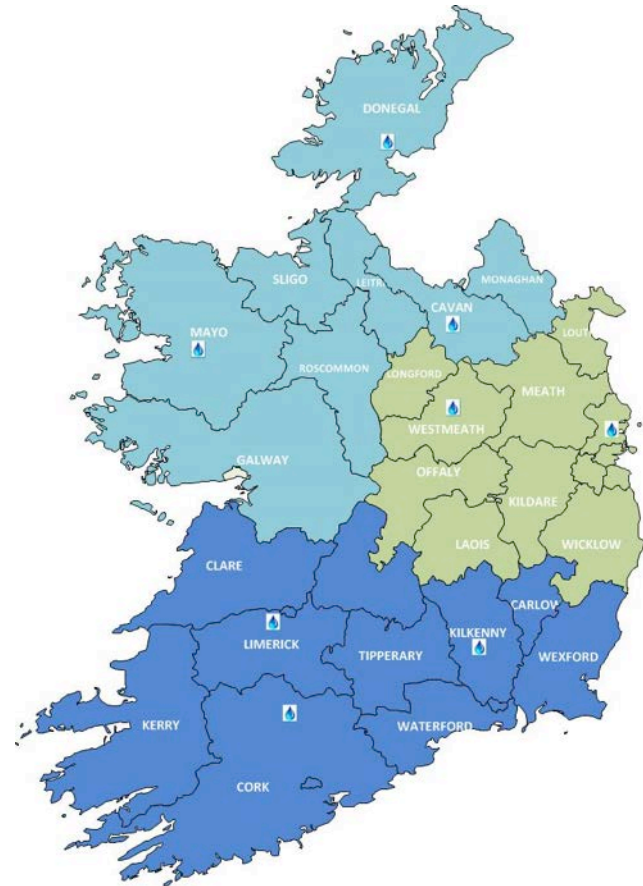 DONEGAL
MONAGHAN
SLIGO
LEITR
CAVAN
MAYO
LOUT
ROSCOMMON
LONGFORD
MEATH
WESTMEATH
GALWAY
OFFALY
KILDARE
LAOIS
WICKLOW
CLARE
CARLOW
KILKENNY
LIMERICK
TIPPERARY
WEXFORD
KERRY
WATERFORD
CORK